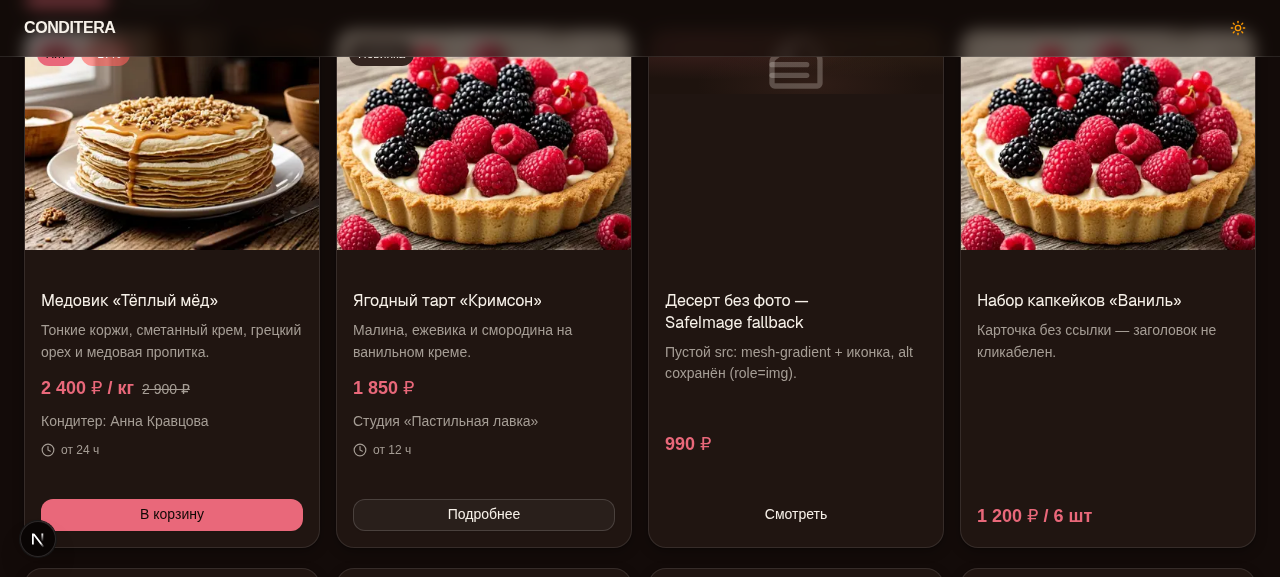 CONDITERA
Медовик «Тёплый мёд»
Тонкие коржи, сметанный крем, грецкий
орех и медовая пропитка.
2 400 ₽ / кг 2 900 ₽
Кондитер: Анна Кравцова
от 24 ч
В корзину
Ягодный тарт «Кримсон»
Малина, ежевика и смородина на
ванильном креме.
1 850 ₽
Студия «Пастильная лавка»
от 12 ч
Подробнее
Десерт без фото —
SafeImage fallback
Пустой src: mesh-gradient + иконка, alt
сохранён (role=img).
990 ₽
Смотреть
Набор капкейков «Ваниль»
Карточка без ссылки — заголовок не
кликабелен.
1 200 ₽ / 6 шт
N